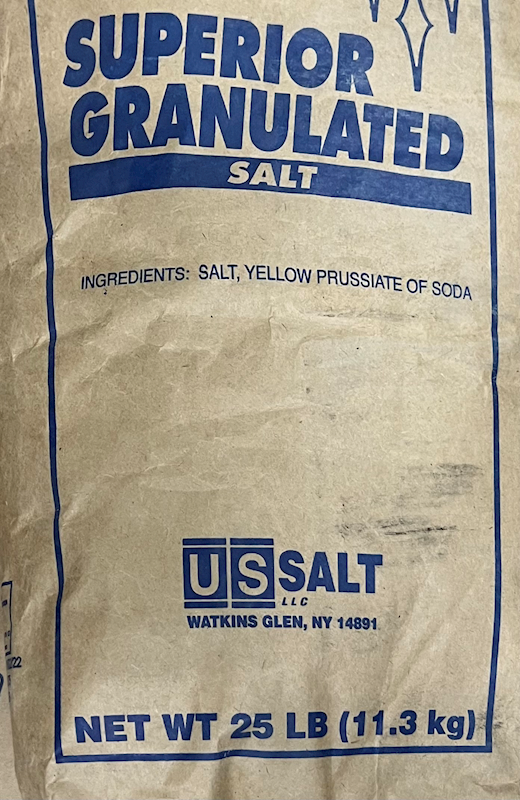 SUPERIOR
GRANULATED
SALT
INGREDIENTS: SALT, YELLOW PRUSSIATE OF SODA
US SALT
LLC
WATKINS GLEN, NY 14891
NET WT 25 LB (11.3 kg)